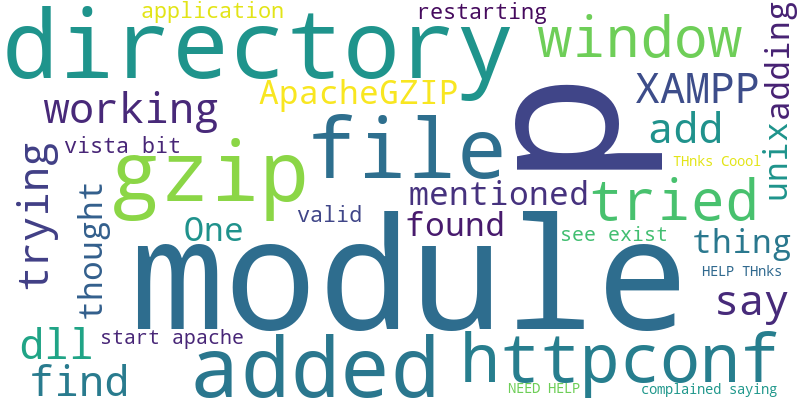 application
restarting
directory
window
adding
ApacheGZIP
XAMPP
working
file
p
add
vista bit
gzip
THnks Coool
unix
trying
thought
mentioned
tried
valid
found
One
see exist
thing
module
HELP THnks
say
dll
start apache
added
httpconf
find
NEED HELP
complained saying